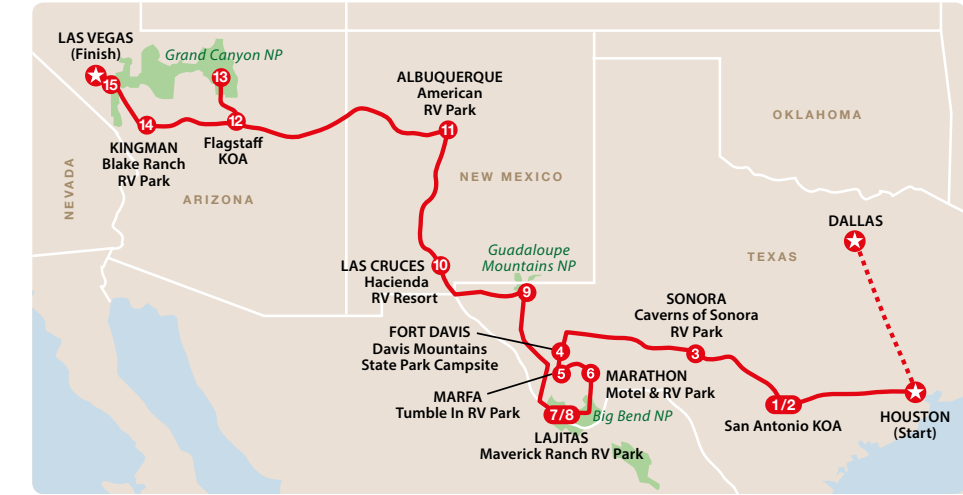 LAS VEGAS
(Finish)
Grand Canyon NP
15
13
14
12
KINGMAN
Blake Ranch
RV Park
Flagstaff
KOA
NEVADA
ARIZONA
ALBUQUERQUE
American
RV Park
11
NEW MEXICO
OKLAHOMA
DALLAS
TEXAS
Guadaloupe
Mountains NP
LAS CRUCES
Hacienda
RV Resort
10
9
SONORA
Caverns of Sonora
RV Park
3
FORT DAVIS
Davis Mountains
State Park Campsite
4
5
6
MARFA
Tumble In RV Park
MARATHON
Motel & RV Park
7/8
Big Bend NP
LAJITAS
Maverick Ranch RV Park
1/2
San Antonio KOA
HOUSTON
(Start)